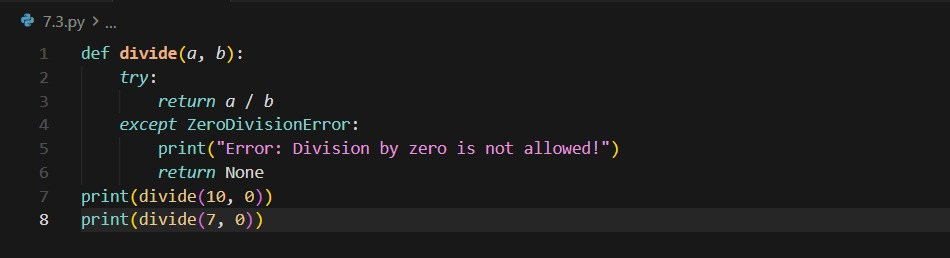 7.3.py > ...
1 def divide(a, b):
2     try:
3         return a / b
4     except ZeroDivisionError:
5         print("Error: Division by zero is not allowed!")
6         return None
7 print(divide(10, 0))
8 print(divide(7, 0))